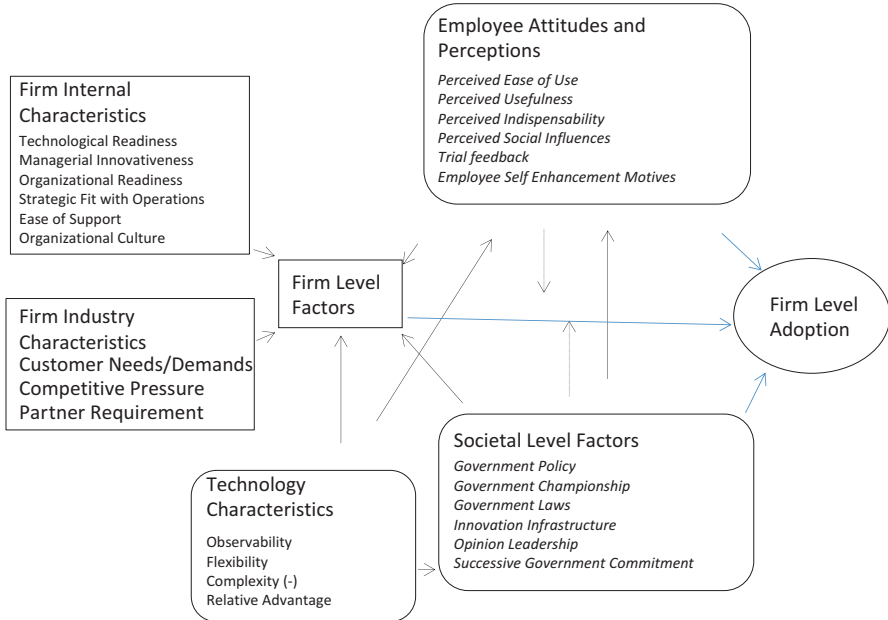 Employee Attitudes and
Perceptions
Perceived Ease of Use
Perceived Usefulness
Perceived Indispensability
Perceived Social Influences
Trial feedback
Employee Self Enhancement Motives
Firm Internal
Characteristics
Technological Readiness
Managerial Innovativeness
Organizational Readiness
Strategic Fit with Operations
Ease of Support
Organizational Culture
Firm Level
Factors
Firm Level
Adoption
Firm Industry
Characteristics
Customer Needs/Demands
Competitive Pressure
Partner Requirement
Technology
Characteristics
Observability
Flexibility
Complexity (-)
Relative Advantage
Societal Level Factors
Government Policy
Government Championship
Government Laws
Innovation Infrastructure
Opinion Leadership
Successive Government Commitment